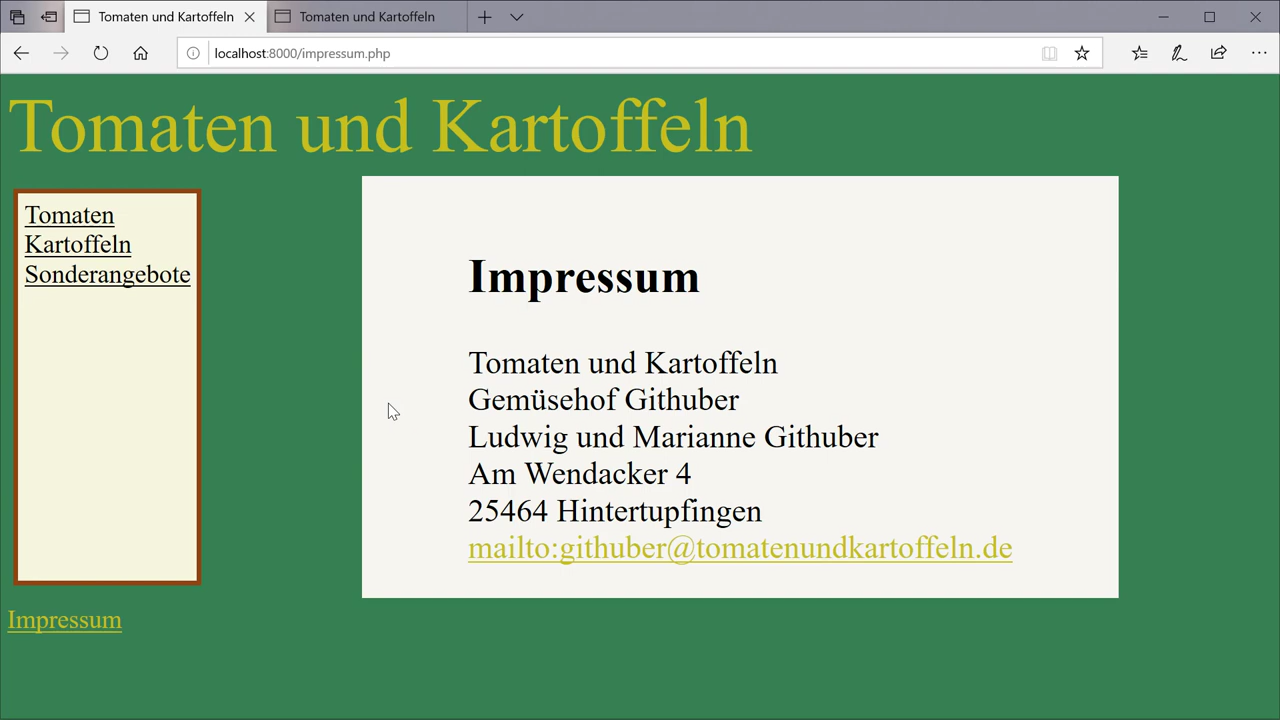 Tomaten und Kartoffeln
Tomaten und Kartoffeln
localhost:8000/impressum.php
Tomaten und Kartoffeln
Tomaten
Kartoffeln
Sonderangebote
Impressum
Tomaten und Kartoffeln
Gemüsehof Githuber
Ludwig und Marianne Githuber
Am Wendacker 4
25464 Hintertupfingen
mailto:githuber@tomatenundkartoffeln.de
Impressum